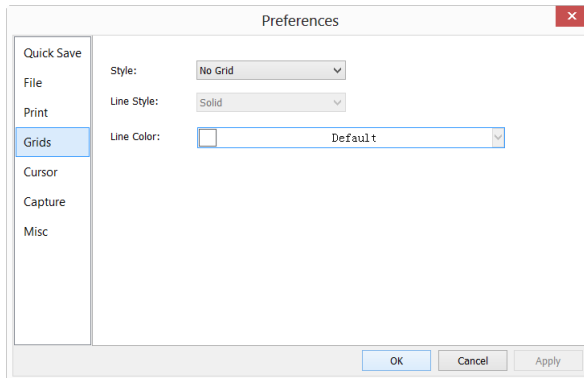 Preferences
Quick Save
File
Print
Grids
Cursor
Capture
Misc
Style: No Grid
Line Style: Solid
Line Color: Default
OK Cancel Apply